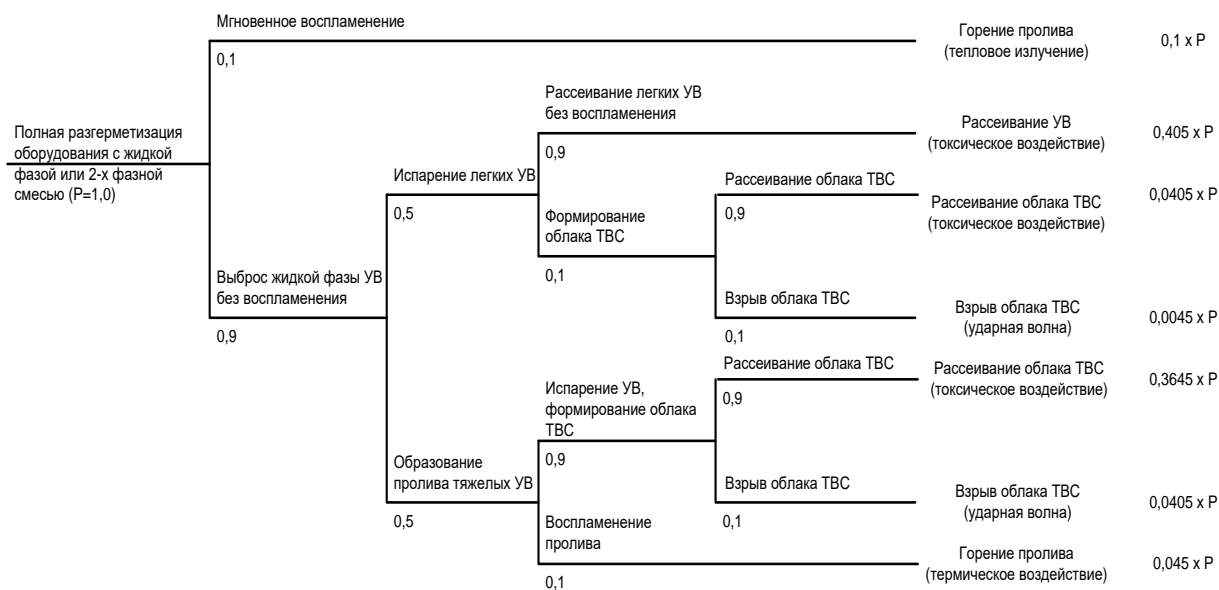 Мгновенное воспламенение
0,1
Горение пролива
(тепловое излучение)
0,1 x P
Полная разгерметизация
оборудования с жидкой
фазой или 2-х фазной
смесью (P=1,0)
Рассеивание легких УВ
без воспламенения
0,9
Рассеивание УВ
(токсическое воздействие)
0,405 x P
Испарение легких УВ
0,5
Формирование
облака ТВС
0,1
Рассеивание облака ТВС
0,9
Рассеивание облака ТВС
(токсическое воздействие)
0,0405 x P
Выброс жидкой фазы УВ
без воспламенения
0,9
Взрыв облака ТВС
0,1
Взрыв облака ТВС
(ударная волна)
0,0045 x P
Рассеивание облака ТВС
0,9
Рассеивание облака ТВС
(токсическое воздействие)
0,3645 x P
Испарение УВ,
формирование облака
ТВС
0,9
Образование
пролива тяжелых УВ
0,5
Взрыв облака ТВС
0,1
Взрыв облака ТВС
(ударная волна)
0,0405 x P
Воспламенение
пролива
0,1
Горение пролива
(термическое воздействие)
0,045 x P